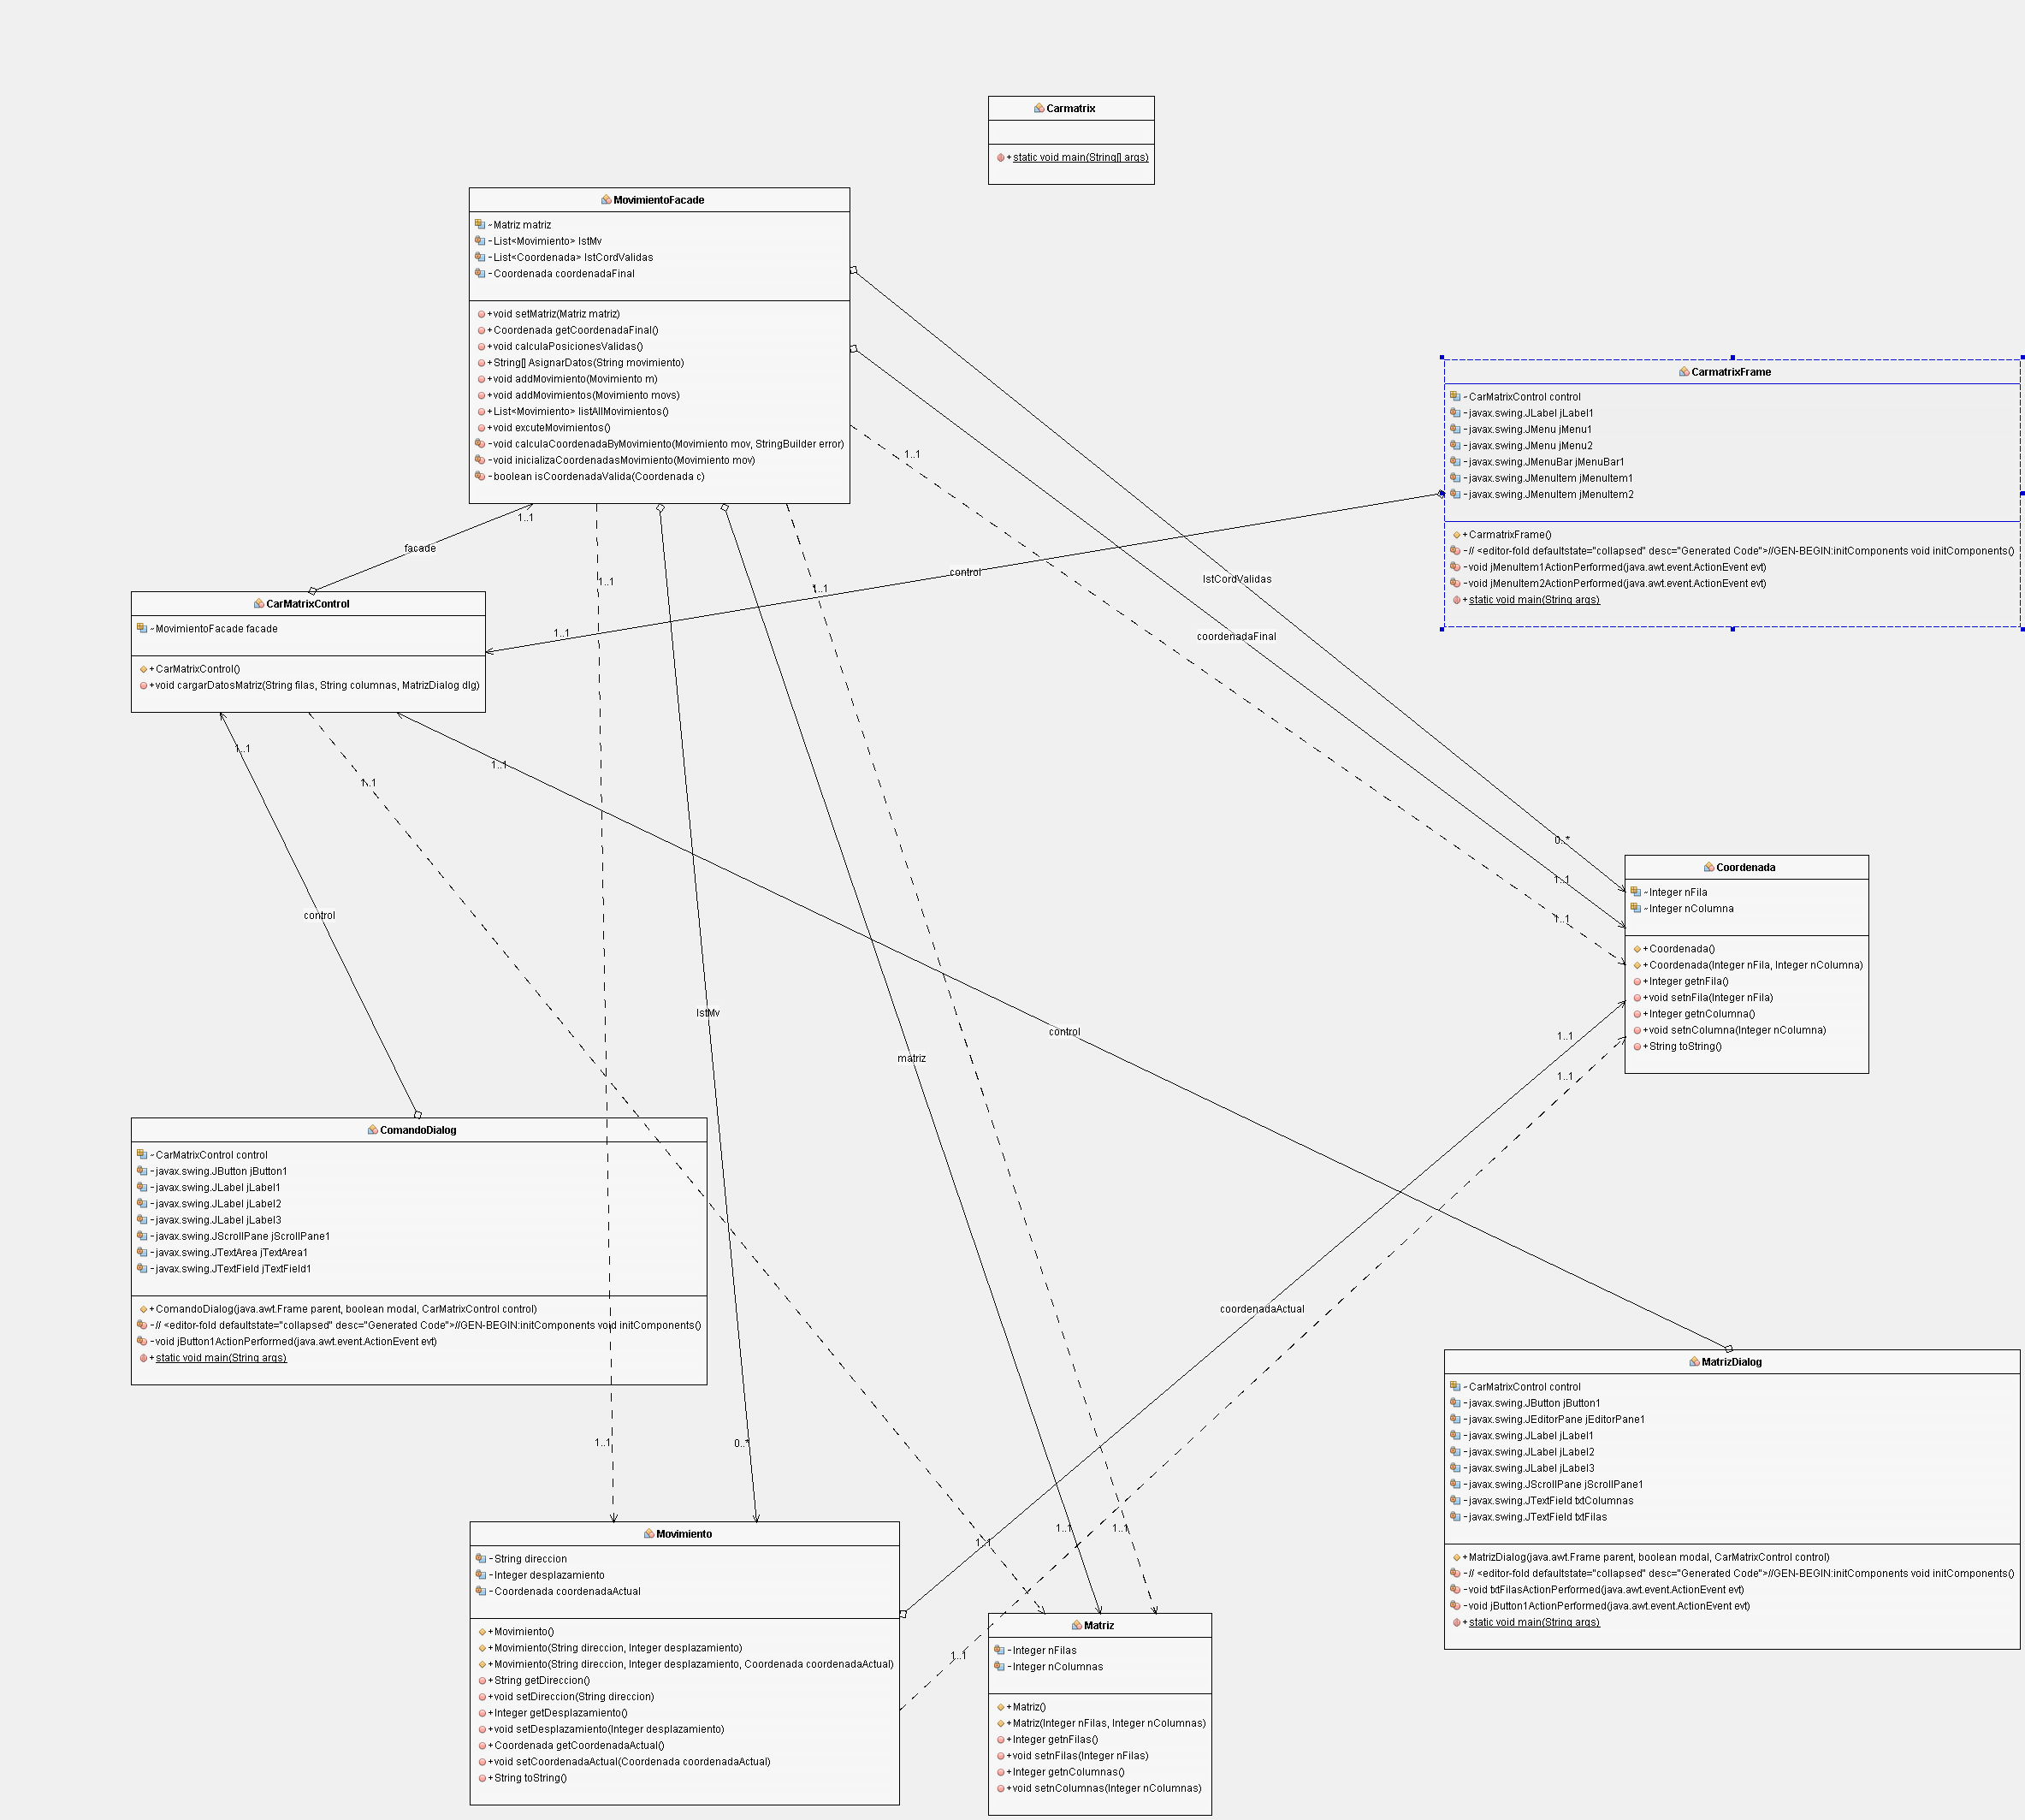 Carmatrix
+ static void main(String[] args)
MovimientoFacade
~ Matriz matriz
- List<Movimiento> lstMv
- List<Coordenada> lstCordValidas
- Coordenada coordenadaFinal
+ void setMatriz(Matriz matriz)
+ Coordenada getCoordenadaFinal()
+ void calculaPosicionesValidas()
+ String[] AsignarDatos(String movimiento)
+ void addMovimiento(Movimiento m)
+ void addMovimientos(Movimiento movs)
+ List<Movimiento> listAllMovimientos()
+ void excuteMovimientos()
- void calculaCoordenadaByMovimiento(Movimiento mov, StringBuilder error)
- void inicializaCoordenadasMovimiento(Movimiento mov)
- boolean isCoordenadaValida(Coordenada c)
CarmatrixFrame
~ CarMatrixControl control
- javax.swing.JLabel jLabel1
- javax.swing.JMenu jMenu1
- javax.swing.JMenu jMenu2
- javax.swing.JMenuBar jMenuBar1
- javax.swing.JMenuItem jMenuItem1
- javax.swing.JMenuItem jMenuItem2
+ CarmatrixFrame()
- // <editor-fold defaultstate="collapsed" desc="Generated Code">//GEN-BEGIN:initComponents void initComponents()
- void jMenuItem1ActionPerformed(java.awt.event.ActionEvent evt)
- void jMenuItem2ActionPerformed(java.awt.event.ActionEvent evt)
+ static void main(String args)
1..1
1..1
facade
control
lstCordValidas
1..1
1..1
1..1
coordenadaFinal
CarMatrixControl
~ MovimientoFacade facade
+ CarMatrixControl()
+ void cargarDatosMatriz(String filas, String columnas, MatrizDialog dlg)
1..1
1..1
1..1
0..*
1..1
1..1
control
Coordenada
~ Integer nFila
~ Integer nColumna
+ Coordenada()
+ Coordenada(Integer nFila, Integer nColumna)
+ Integer getnFila()
+ void setnFila(Integer nFila)
+ Integer getnColumna()
+ void setnColumna(Integer nColumna)
+ String toString()
lstMv
control
matriz
1..1
1..1
ComandoDialog
~ CarMatrixControl control
- javax.swing.JButton jButton1
- javax.swing.JLabel jLabel1
- javax.swing.JLabel jLabel2
- javax.swing.JLabel jLabel3
- javax.swing.JScrollPane jScrollPane1
- javax.swing.JTextArea jTextArea1
- javax.swing.JTextField jTextField1
+ ComandoDialog(java.awt.Frame parent, boolean modal, CarMatrixControl control)
- // <editor-fold defaultstate="collapsed" desc="Generated Code">//GEN-BEGIN:initComponents void initComponents()
- void jButton1ActionPerformed(java.awt.event.ActionEvent evt)
+ static void main(String args)
coordenadaActual
MatrizDialog
~ CarMatrixControl control
- javax.swing.JButton jButton1
- javax.swing.JEditorPane jEditorPane1
- javax.swing.JLabel jLabel1
- javax.swing.JLabel jLabel2
- javax.swing.JLabel jLabel3
- javax.swing.JScrollPane jScrollPane1
- javax.swing.JTextField txtColumnas
- javax.swing.JTextField txtFilas
+ MatrizDialog(java.awt.Frame parent, boolean modal, CarMatrixControl control)
- // <editor-fold defaultstate="collapsed" desc="Generated Code">//GEN-BEGIN:initComponents void initComponents()
- void txtFilasActionPerformed(java.awt.event.ActionEvent evt)
- void jButton1ActionPerformed(java.awt.event.ActionEvent evt)
+ static void main(String args)
1..1
0..*
1..1
1..1
1..1
Movimiento
- String direccion
- Integer desplazamiento
- Coordenada coordenadaActual
+ Movimiento()
+ Movimiento(String direccion, Integer desplazamiento)
+ Movimiento(String direccion, Integer desplazamiento, Coordenada coordenadaActual)
+ String getDireccion()
+ void setDireccion(String direccion)
+ Integer getDesplazamiento()
+ void setDesplazamiento(Integer desplazamiento)
+ Coordenada getCoordenadaActual()
+ void setCoordenadaActual(Coordenada coordenadaActual)
+ String toString()
1..1
Matriz
- Integer nFilas
- Integer nColumnas
+ Matriz()
+ Matriz(Integer nFilas, Integer nColumnas)
+ Integer getnFilas()
+ void setnFilas(Integer nFilas)
+ Integer getnColumnas()
+ void setnColumnas(Integer nColumnas)